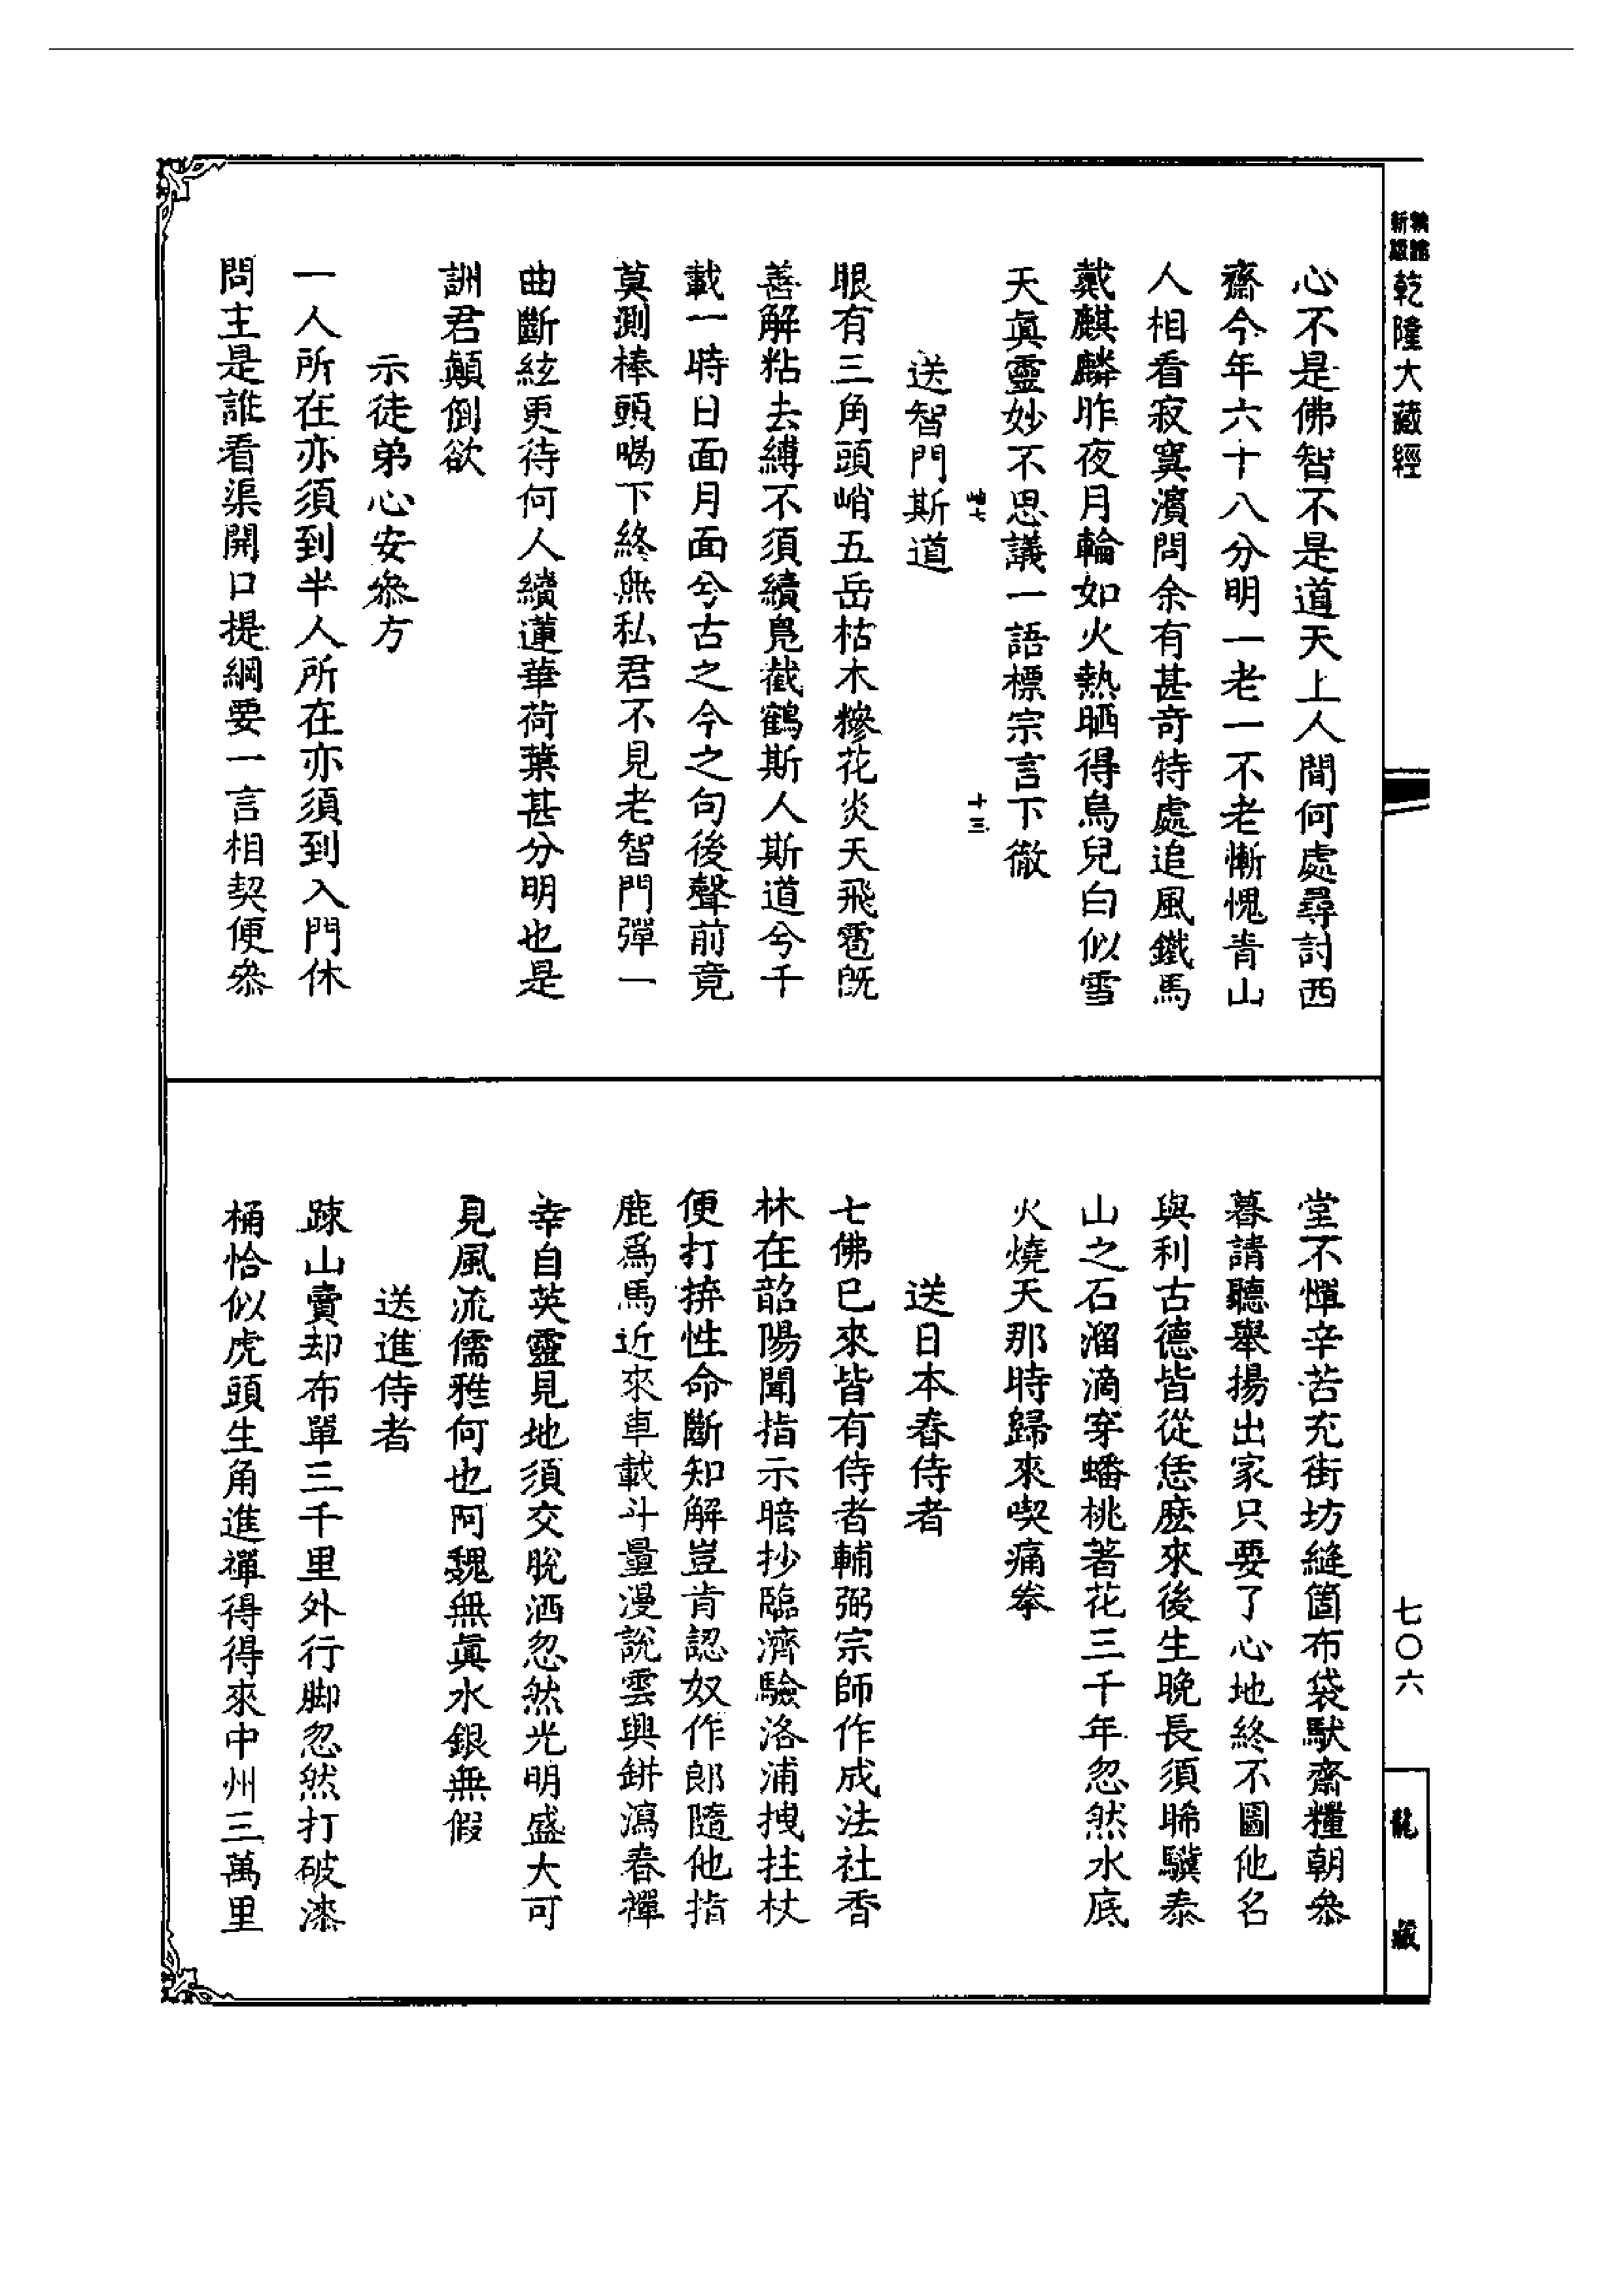 乾隆大藏經
心不是佛智不是道天上人間何處尋討西
齋今年六十八分明一老一不老慚愧青山
人相看寂寞濱問余有甚奇特處追風鐵馬
戴麒麟昨夜月輪如火熱晒得烏兒白似雪
天眞靈妙不思議一語標宗言下徹
十三
送智門斯道
眼有三角頭峭五岳枯木糝花炎天飛雹旣
善解粘去縛不須續鳧截鶴斯人斯道兮千
載一時日面月面兮古之今之句後聲前竟
莫測棒頭喝下終無私君不見老智門彈一
曲斷絃更待何人續蓮華荷葉甚分明也是
詶君顛倒欲
示徒弟心安叅方
一人所在亦須到半人所在亦須到入門休
問主是誰看渠開口提綱要一言相契便叅
堂不憚辛苦充街坊縫箇布袋馱齋糧朝叅
暮請聽舉揚出家只要了心地終不圖他名
與利古德皆從恁麽來後生晚長須睎驥泰
山之石溜滴穿蟠桃著花三千年忽然水底
火燒天那時歸來喫痛拳
送日本春侍者
七佛已來皆有侍者輔弼宗師作成法社香
林在韶陽聞指示暗抄臨濟驗洛浦拽拄杖
便打捹性命斷知解豈肯認奴作郎隨他指
鹿爲馬近來車載斗量漫說雲興缾瀉春禪
幸自英靈見地須交脫洒忽然光明盛大可
見風流儒雅何也阿魏無眞水銀無假
送進侍者
踈山賣却布單三千里外行脚忽然打破漆
桶恰似虎頭生角進禪得得來中州三萬里
七〇六
龍藏